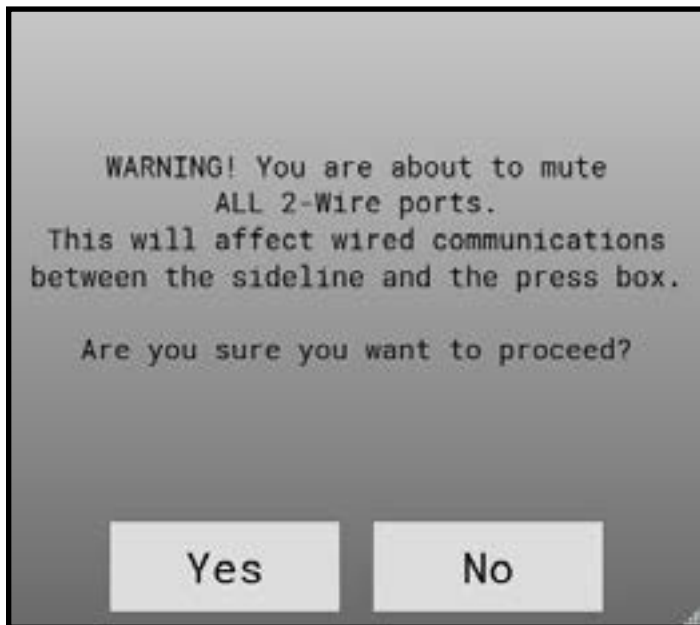 WARNING! You are about to mute
ALL 2-Wire ports.
This will affect wired communications
between the sideline and the press box.
Are you sure you want to proceed?
Yes No